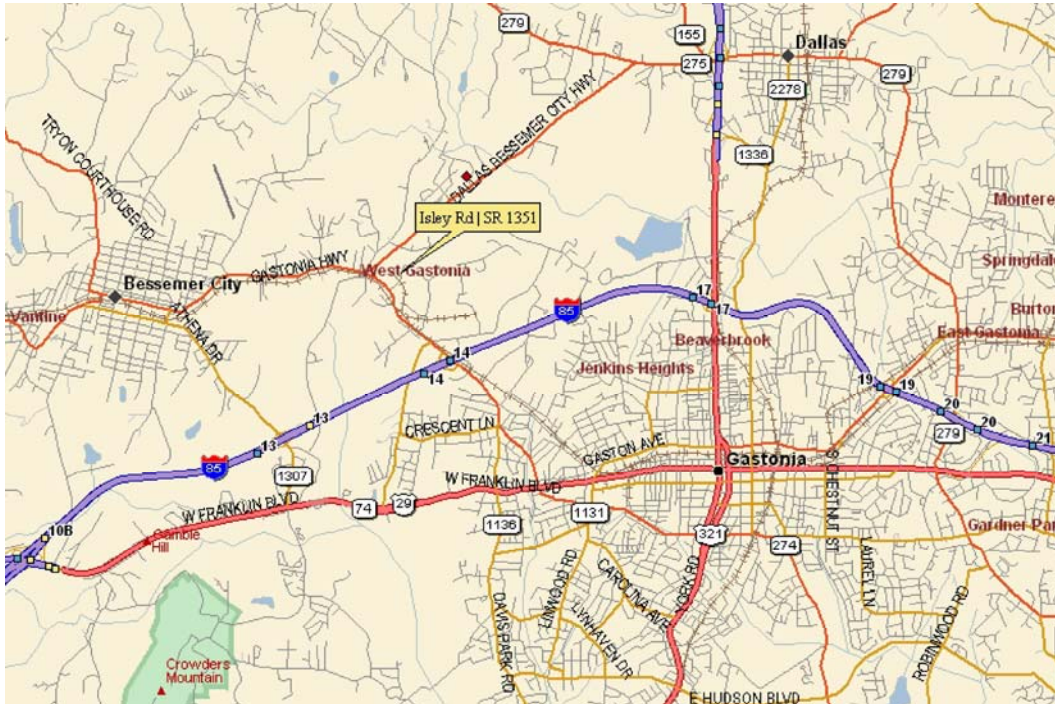 279
155
Dallas
275
279
2278
1336
DALLAS BESSEMER CITY HWY
TRYON COURTHOUSE RD
Isley Rd | SR 1351
Montere
GASTONIA HWY
West Gastonia
Springdal
Bessemer City
17
17
85
Burton
Vantine
ATHENA DR
Beaverbrook
East Gastonia
14
14
Jenkins Heights
19
19
13
20
20
CRESCENT LN
279
13
GASTON AVE
21
85
Gastonia
1307
W FRANKLIN BLVD
S CHESTNUT ST
W FRANKLIN BLVD
74
29
10B
1136
1131
Gardner Par
Gamble
Hill
321
274
LINWOOD RD
CAROLINA AVE
YORK RD
LAUREL LN
DAVIS PARK RD
LYNHAVEN DR
ROBINWOOD RD
Crowders
Mountain
E HUDSON BLVD